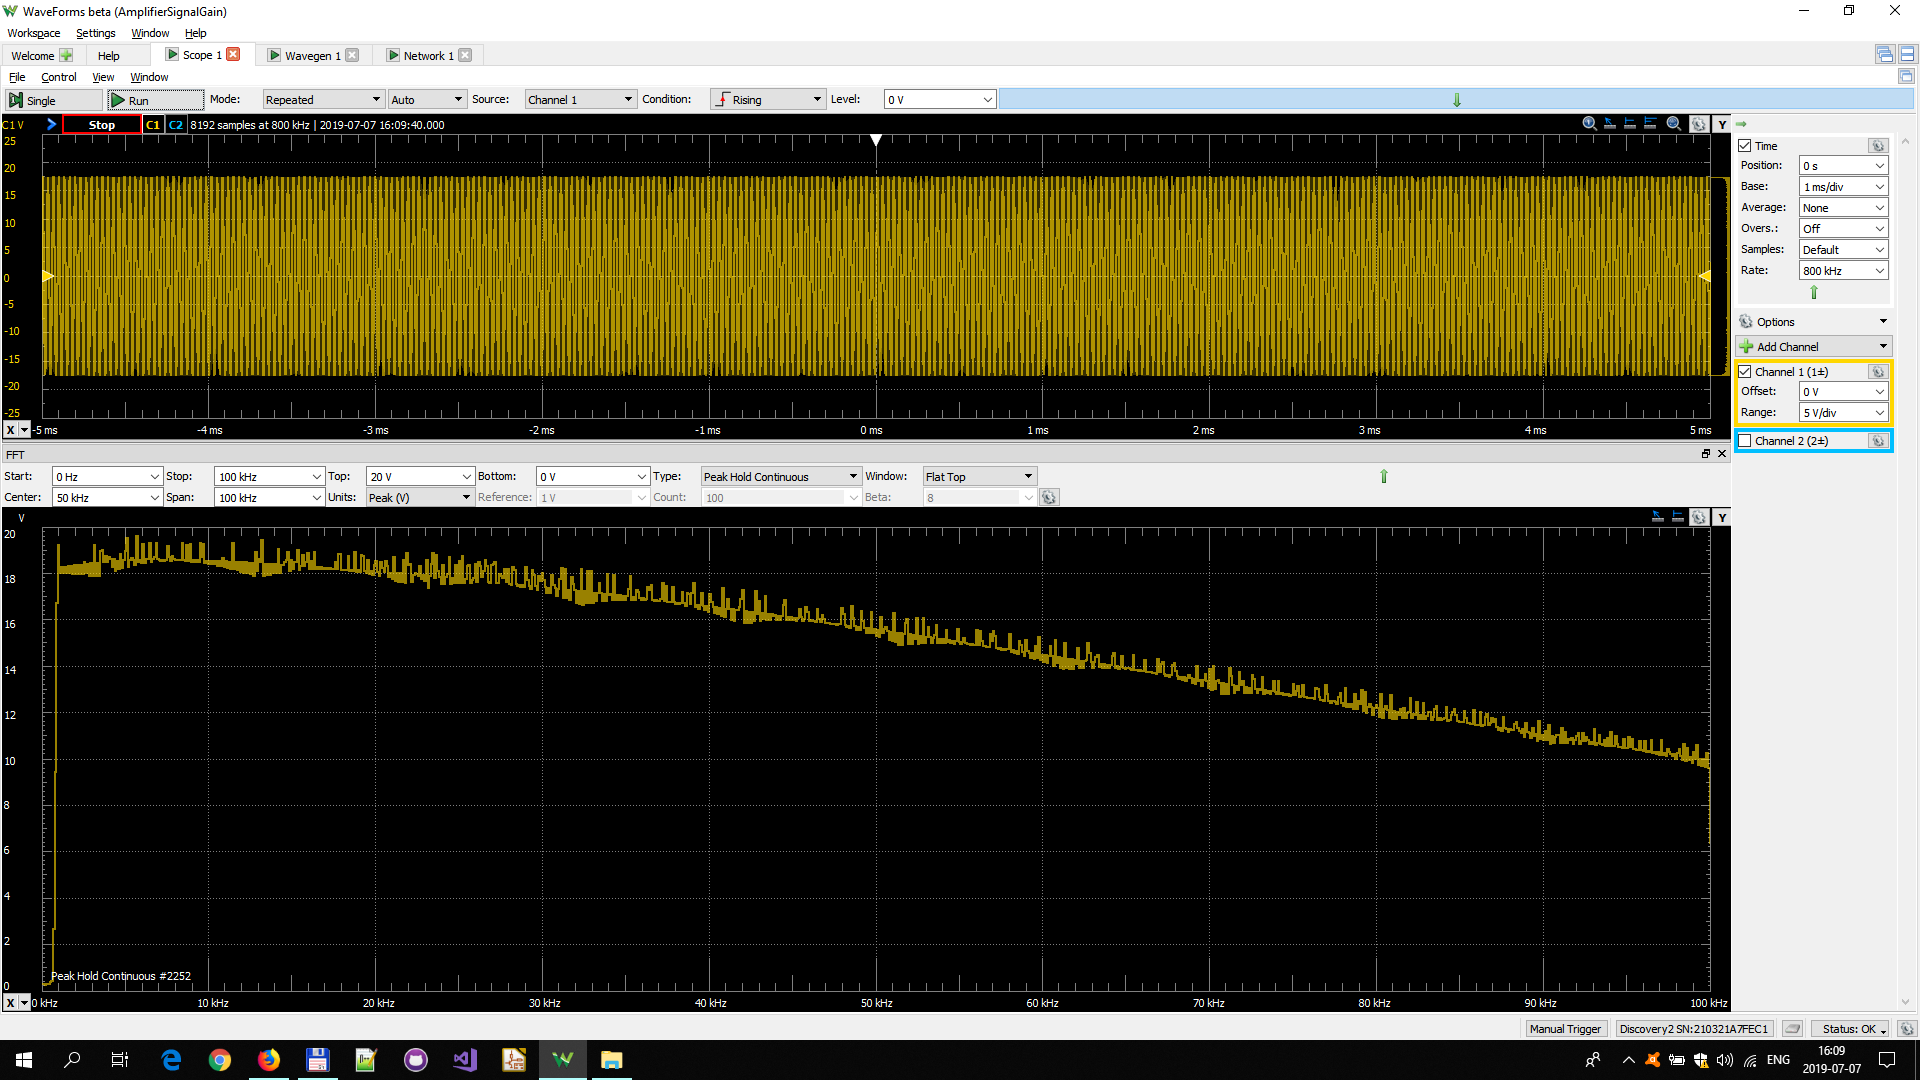 WaveForms beta (AmplifierSignalGain)
Workspace Settings Window Help
Welcome Help Scope 1 Wavegen 1 Network 1
File Control View Window
Single Run Mode: Repeated Auto Source: Channel 1 Condition: Rising Level: 0 V
C1 V Stop C1 C2 8192 samples at 800 kHz | 2019-07-07 16:09:40.000 Y
25
20
15
10
5
0
-5
-10
-15
-20
-25
X -5 ms -4 ms -3 ms -2 ms -1 ms 0 ms 1 ms 2 ms 3 ms 4 ms 5 ms
Time
Position: 0 s
Base: 1 ms/div
Average: None
Overs.: Off
Samples: Default
Rate: 800 kHz
Options
Add Channel
Channel 1 (1±)
Offset: 0 V
Range: 5 V/div
Channel 2 (2±)
FFT
Start: 0 Hz Stop: 100 kHz Top: 20 V Bottom: 0 V Type: Peak Hold Continuous Window: Flat Top
Center: 50 kHz Span: 100 kHz Units: Peak (V) Reference: 1 V Count: 100 Beta: 8
V Y
20
18
16
14
12
10
8
6
4
2
0
Peak Hold Continuous #2252
X 0 kHz 10 kHz 20 kHz 30 kHz 40 kHz 50 kHz 60 kHz 70 kHz 80 kHz 90 kHz 100 kHz
Manual Trigger Discovery2 SN:210321A7FEC1 Status: OK
ENG 16:09
2019-07-07